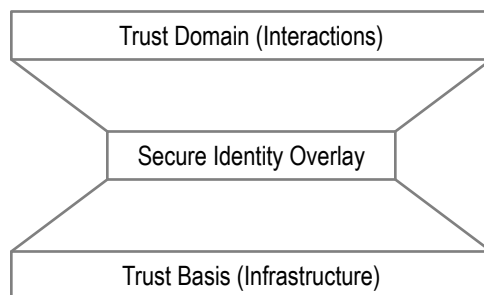 Trust Domain (Interactions)
Secure Identity Overlay
Trust Basis (Infrastructure)